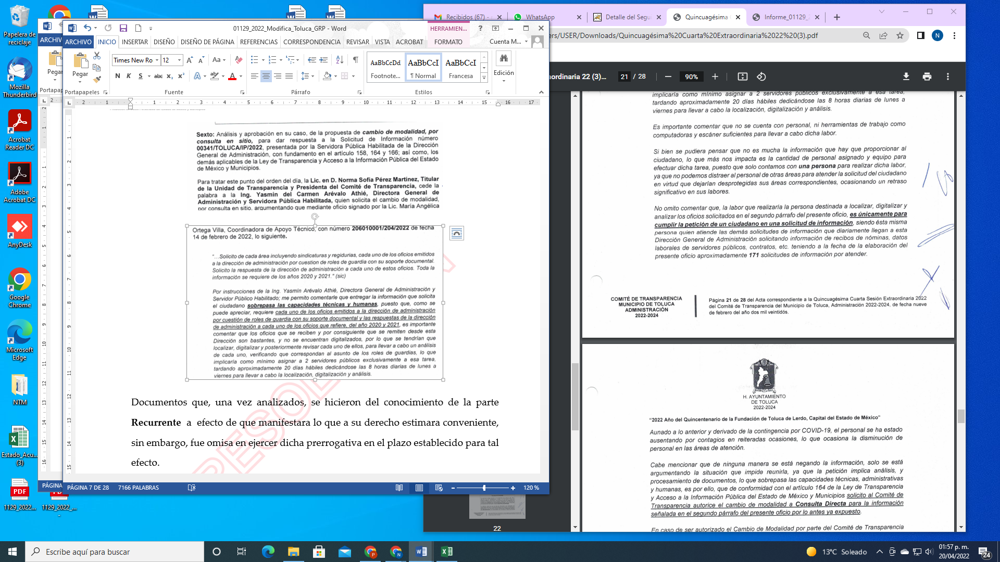 Papelera de
reciclaje
Mozilla
Thunderbird
Acrobat
Reader DC
Adobe
Acrobat DC
AnyDesk
Google
Chrome
Microsoft
Edge
NTM
Estado_Acu...
(3)
1129_2022...
1129_2022_...
-
01129_2022_Modifica_Toluca_GRP - Word
HERRAMIEN...
ARCHIVO INICIO INSERTAR DISEÑO DISEÑO DE PÁGINA REFERENCIAS CORRESPONDENCIA REVISAR VISTA ACROBAT FORMATO Cuenta M...
Pegar
Times New Ro 12
N K S abc x₂ x²
AaBbCcDd AaBbCcI AaBbCcI
Footnote... ¶ Normal Francesa
Edición
Portapapeles Fuente Párrafo Estilos
Sexto: Análisis y aprobación en su caso, de la propuesta de cambio de modalidad, por
consulta en sitio, para dar respuesta a la Solicitud de Información número
00341/TOLUCA/IP/2022, presentada por la Servidora Pública Habilitada de la Dirección
General de Administración, con fundamento en el artículo 158, 164 y 166; así como, los
demás aplicables de la Ley de Transparencia y Acceso a la Información Pública del Estado
de México y Municipios.
Para tratar este punto del orden del día, la Lic. en D. Norma Sofía Pérez Martínez, Titular
de la Unidad de Transparencia y Presidenta del Comité de Transparencia, cede la
palabra a la Ing. Yasmin del Carmen Arévalo Athié, Directora General de
Administración y Servidora Pública Habilitada, quien solicita el cambio de modalidad,
por consulta en sitio, argumentando que mediante oficio signado por la Lic. María Angélica
Ortega Villa, Coordinadora de Apoyo Técnico, con número 206010001/204/2022 de fecha
14 de febrero de 2022, lo siguiente.
"…Solicito de cada área incluyendo sindicaturas y regidurias, cada uno de los oficios emitidos
a la dirección de administración por cuestion de roles de guardia con su soporte documental.
Solicito la respuesta de la dirección de administración a cada uno de estos oficios. Toda la
información se requiere de los años 2020 y 2021." (sic)
Por instrucciones de la Ing. Yasmín Arévalo Athié, Directora General de Administración y
Servidor Público Habilitado; me permito comentarle que entregar la información que solicita
el ciudadano sobrepasa las capacidades técnicas y humanas, puesto que, como se
puede apreciar, requiere cada uno de los oficios emitidos a la dirección de administración
por cuestión de roles de guardia con su soporte documental y las respuestas de la dirección
de administración a cada uno de los oficios que refiere, del año 2020 y 2021, es importante
comentar que los oficios que se reciben y por consiguiente que se remiten desde esta
Dirección son bastantes, y no se encuentran digitalizados, por lo que se tendrían que
localizar, digitalizar y posteriormente revisar cada uno de ellos, para llevar a cabo un análisis
de cada uno, verificando que correspondan al asunto de los roles de guardias, lo que
implicaría como mínimo asignar a 2 servidores públicos exclusivamente a esa tarea,
tardando aproximadamente 20 días hábiles dedicándose las 8 horas diarias de lunes a
viernes para llevar a cabo la localización, digitalización y análisis.
Documentos que, una vez analizados, se hicieron del conocimiento de la parte
Recurrente a efecto de que manifestara lo que a su derecho estimara conveniente,
sin embargo, fue omisa en ejercer dicha prerrogativa en el plazo establecido para tal
efecto.
PÁGINA 7 DE 28 7166 PALABRAS 120 %
Recibidos (67) - WhatsApp Detalle del Segu Quincuagésima Informe_01129_
ers/USER/Downloads/Quincuagésima%20Cuarta%20Extraordinaria%2022%20(3).pdf
N
aordinaria 22 (3)... 21 / 28 90%
implicaría como mínimo asignar a 2 servidores públicos exclusivamente a esa tarea,
tardando aproximadamente 20 días hábiles dedicándose las 8 horas diarias de lunes a
viernes para llevar a cabo la localización, digitalización y análisis.
Es importante comentar que no se cuenta con personal, ni herramientas de trabajo como
computadoras y escáner suficientes para llevar a cabo dicha labor.
Si bien se pudiera pensar que no es mucha la información que hay que proporcionar al
ciudadano, lo que más nos impacta es la cantidad de personal asignado y equipo para
efectuar dicha tarea, puesto que solo contamos con una persona para realizar dicha labor,
ya que no podemos distraer al personal de otras áreas para atender la solicitud del ciudadano
en virtud que dejarían desprotegidas sus áreas correspondientes, ocasionando un retraso
significativo en sus labores.
No omito comentar que, la labor que realizaría la persona destinada a localizar, digitalizar y
analizar los oficios solicitados en el segundo párrafo del presente oficio, es únicamente para
cumplir la petición de un ciudadano en una solicitud de información, siendo ésta misma
persona quien atiende las demás solicitudes de información que diariamente llegan a esta
Dirección General de Administración solicitando información de recibos de nóminas, datos
laborales de servidores públicos, contratos, etc. teniendo a la fecha de la elaboración del
presente oficio aproximadamente 171 solicitudes de información por atender.
COMITÉ DE TRANSPARENCIA
MUNICIPIO DE TOLUCA
ADMINISTRACIÓN
2022-2024
Página 21 de 28 del Acta correspondiente a la Quincuagésima Cuarta Sesión Extraordinaria 2022
del Comité de Transparencia del Municipio de Toluca, Administración 2022-2024, de fecha nueve
de febrero del año dos mil veintidós.
H. AYUNTAMIENTO
DE TOLUCA
2022-2024
"2022 Año del Quincentenario de la Fundación de Toluca de Lerdo, Capital del Estado de México"
Aunado a lo anterior y derivado de la contingencia por COVID-19, el personal se ha estado
ausentando por contagios en reiteradas ocasiones, lo que ocasiona la disminución de
personal en las áreas de atención.
Cabe mencionar que de ninguna manera se está negando la información, solo se está
argumentando la situación que impide reunirla, ya que la petición implica análisis, y
procesamiento de documentos, lo que sobrepasa las capacidades técnicas, administrativas
y humanas, es por ello, que de conformidad con el artículo 164 de la Ley de Transparencia
y Acceso a la Información Pública del Estado de México y Municipios solicito al Comité de
Transparencia autorice el cambio de modalidad a Consulta Directa para la información
señalada en el segundo párrafo del presente oficio por lo antes ya expuesto.
En caso de ser autorizado el Cambio de Modalidad por parte del Comité de Transparencia
22
Escribe aquí para buscar
13°C Soleado
01:57 p. m.
20/04/2022
24